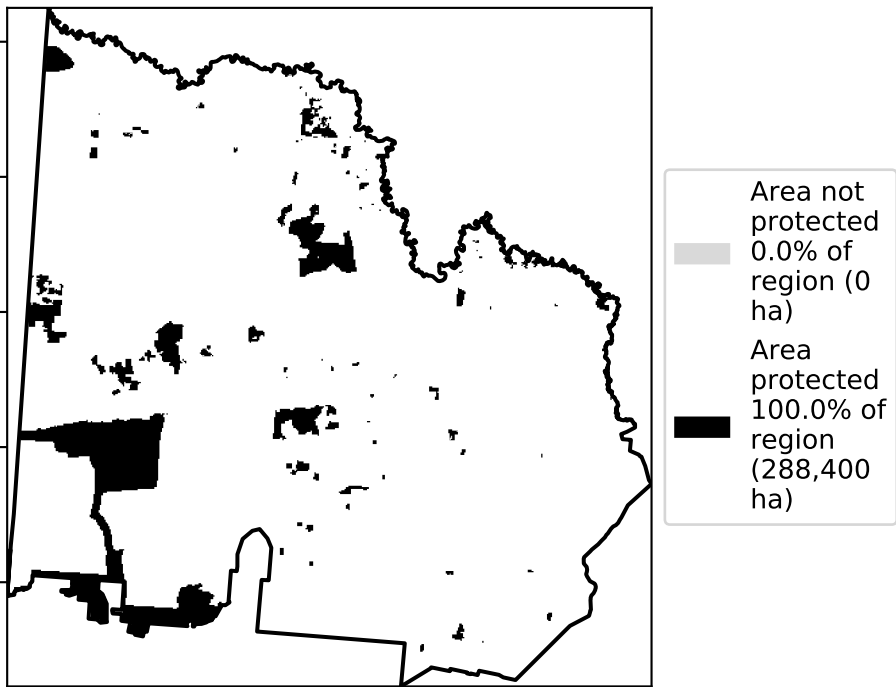 Area not
protected
0.0% of
region (0
ha)
Area
protected
100.0% of
region
(288,400
ha)